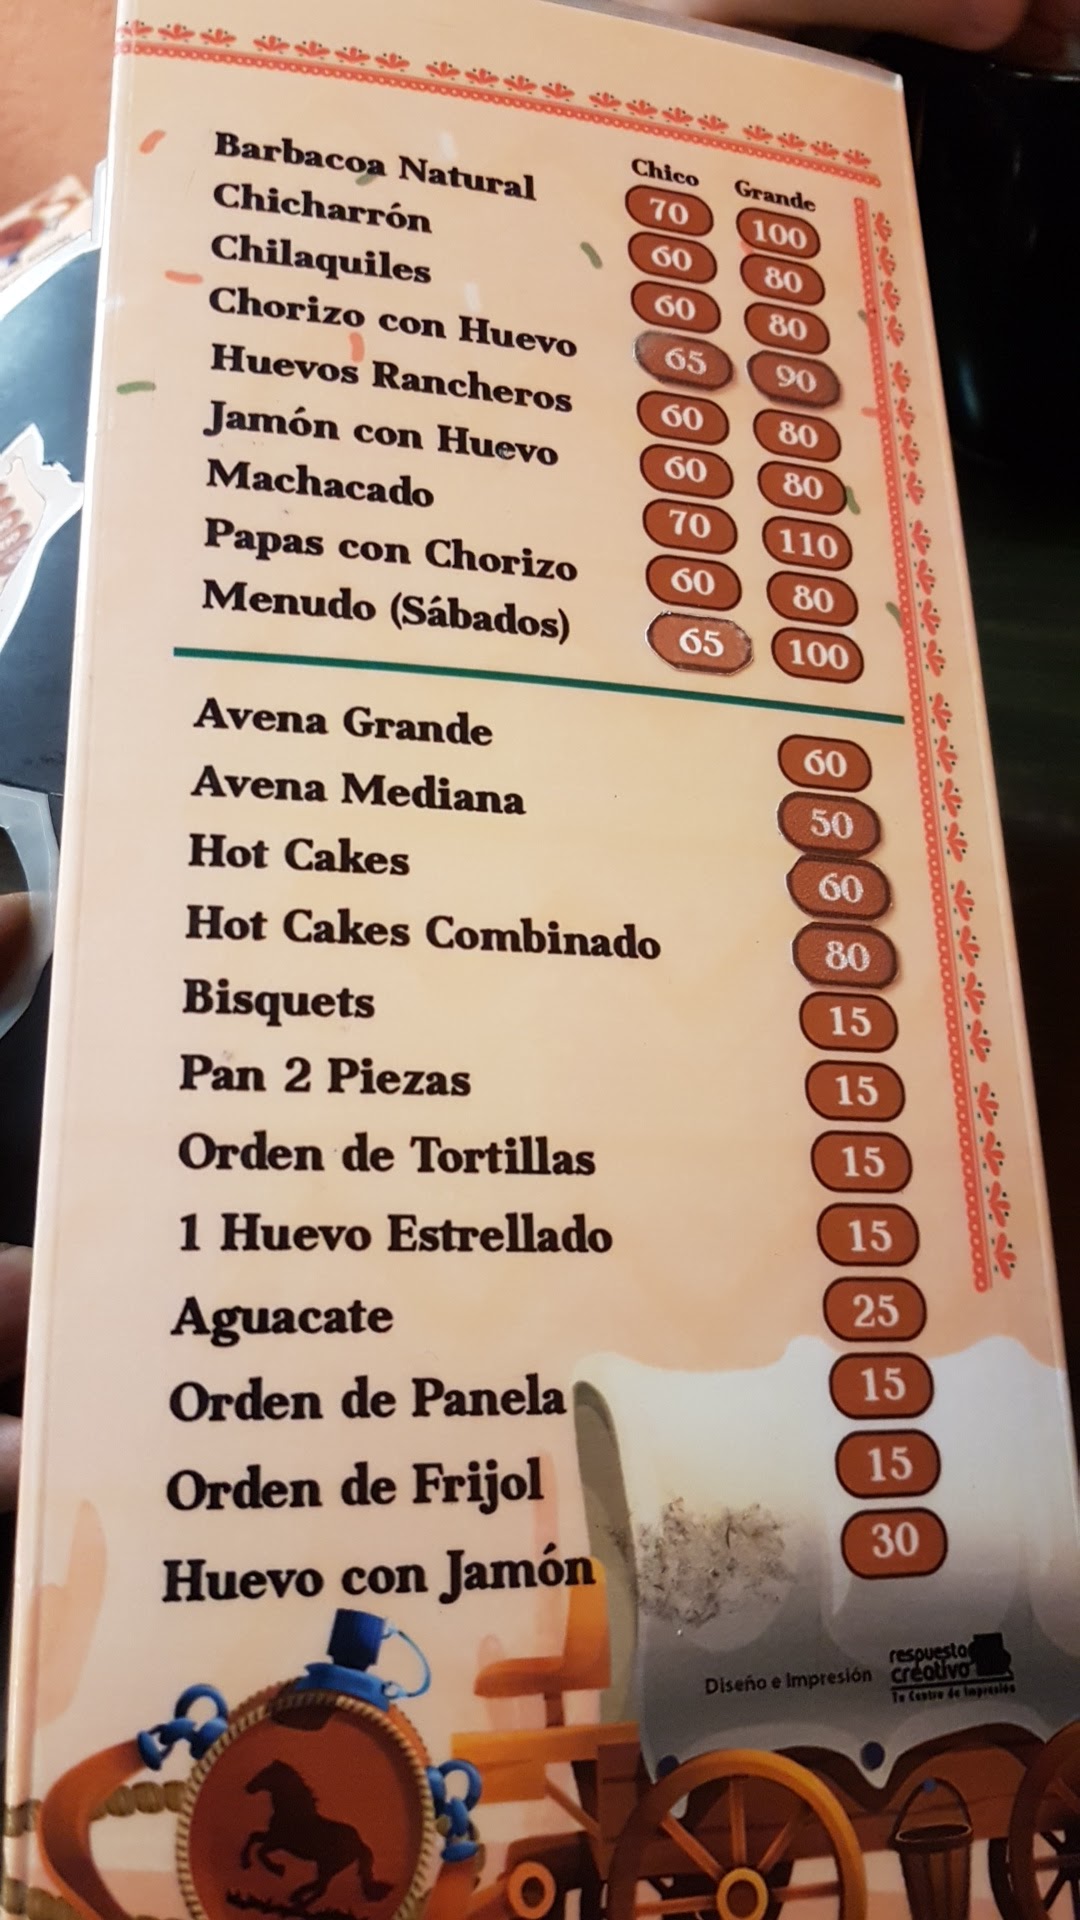 Chico Grande
Barbacoa Natural 70 100
Chicharrón 60 80
Chilaquiles 60 80
Chorizo con Huevo 65 90
Huevos Rancheros 60 80
Jamón con Huevo 60 80
Machacado 70 110
Papas con Chorizo 60 80
Menudo (Sábados) 65 100
Avena Grande 60
Avena Mediana 50
Hot Cakes 60
Hot Cakes Combinado 80
Bisquets 15
Pan 2 Piezas 15
Orden de Tortillas 15
1 Huevo Estrellado 15
Aguacate 25
Orden de Panela 15
Orden de Frijol 15
Huevo con Jamón 30
Diseño e Impresión
respuesta
creativa
Tu Centro de Impresión